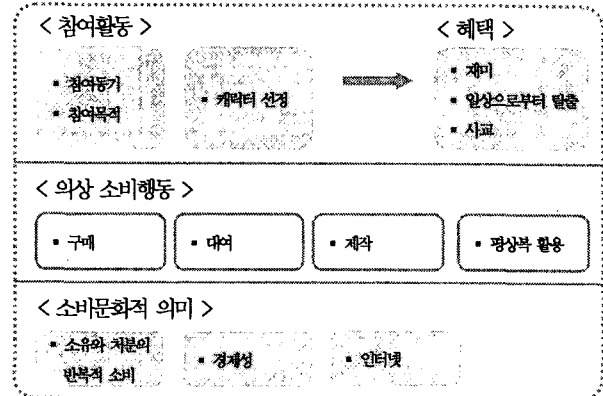 < 참여활동 >
< 혜택 >
▪ 참여동기
▪ 참여목적
▪ 캐릭터 선정
▪ 재미
▪ 일상으로부터 탈출
▪ 사교
< 의상 소비행동 >
▪ 구매
▪ 대여
▪ 제작
▪ 평상복 활용
< 소비문화적 의미 >
▪ 소유와 처분의
반복적 소비
▪ 경제성
▪ 인터넷